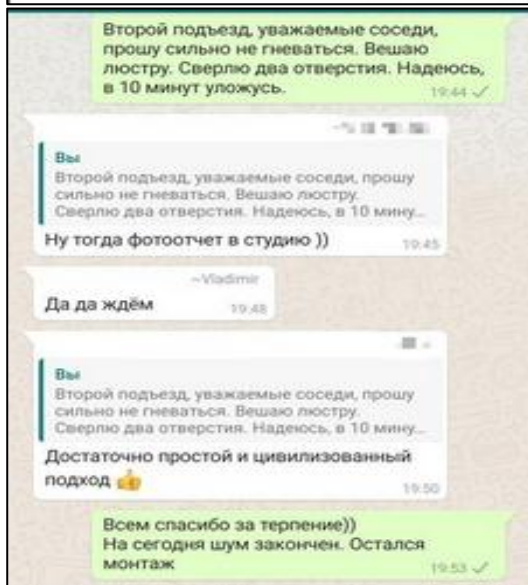 Второй подъезд, уважаемые соседи,
прошу сильно не гневаться. Вешаю
люстру. Сверлю два отверстия. Надеюсь,
в 10 минут уложусь.
19:44
Вы
Второй подъезд, уважаемые соседи, прошу
сильно не гневаться. Вешаю люстру.
Сверлю два отверстия. Надеюсь, в 10 мину...
Ну тогда фотоотчет в студию ))
19:45
~Vladimir
Да да ждём
19:48
Вы
Второй подъезд, уважаемые соседи, прошу
сильно не гневаться. Вешаю люстру.
Сверлю два отверстия. Надеюсь, в 10 мину...
Достаточно простой и цивилизованный
подход 👍
19:50
Всем спасибо за терпение))
На сегодня шум закончен. Остался
монтаж
19:53